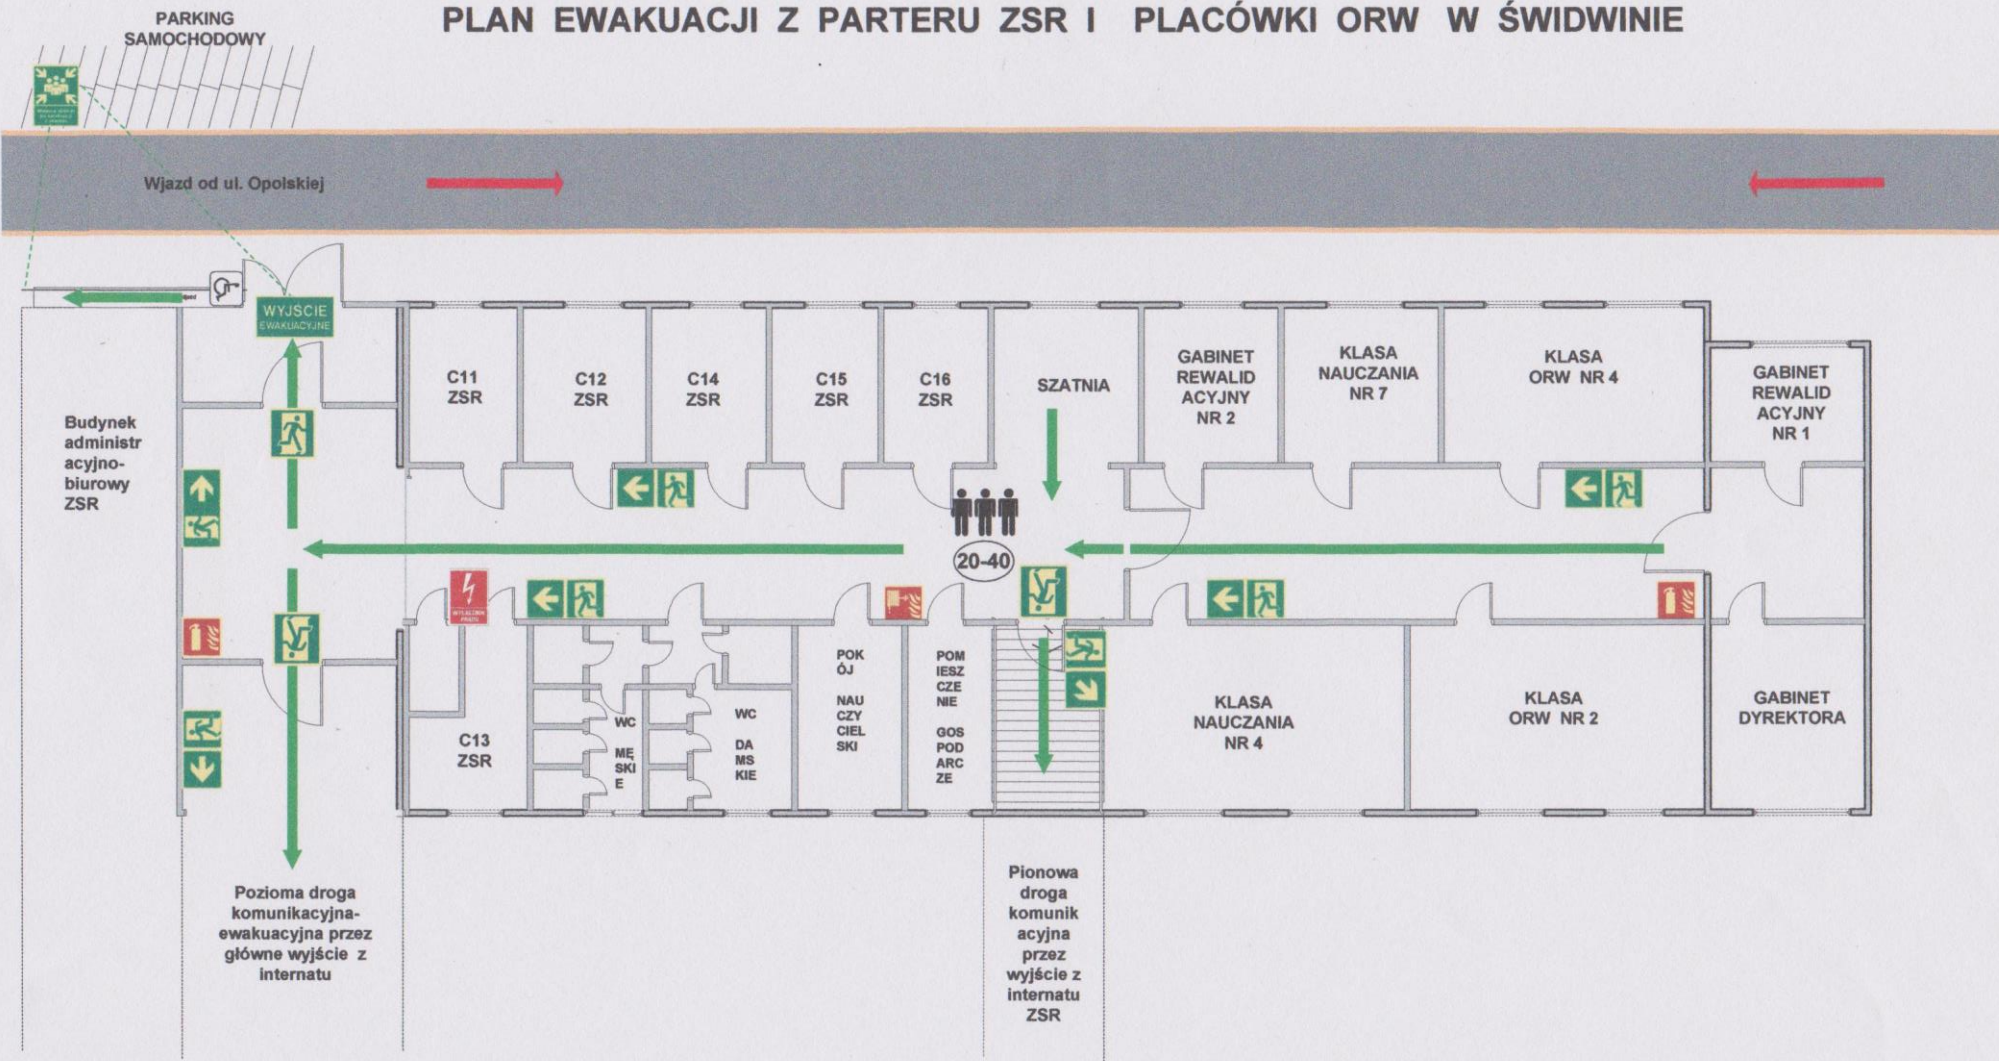 PLAN EWAKUACJI Z PARTERU ZSR I PLACÓWKI ORW W ŚWIDWINIE
PARKING
SAMOCHODOWY
Wjazd od ul. Opolskiej
WYJŚCIE
EWAKUACYJNE
Budynek
administr
acyjno-
biurowy
ZSR
C11
ZSR
C12
ZSR
C14
ZSR
C15
ZSR
C16
ZSR
SZATNIA
GABINET
REWALID
ACYJNY
NR 2
KLASA
NAUCZANIA
NR 7
KLASA
ORW NR 4
GABINET
REWALID
ACYJNY
NR 1
20-40
WYŁĄCZNIK
PRĄDU
C13
ZSR
WC
MĘ
SKI
E
WC
DA
MS
KIE
POK
ÓJ
NAU
CZY
CIEL
SKI
POM
IESZ
CZE
NIE
GOS
POD
ARC
ZE
KLASA
NAUCZANIA
NR 4
KLASA
ORW NR 2
GABINET
DYREKTORA
Pozioma droga
komunikacyjna-
ewakuacyjna przez
główne wyjście z
internatu
Pionowa
droga
komunik
acyjna
przez
wyjście z
internatu
ZSR